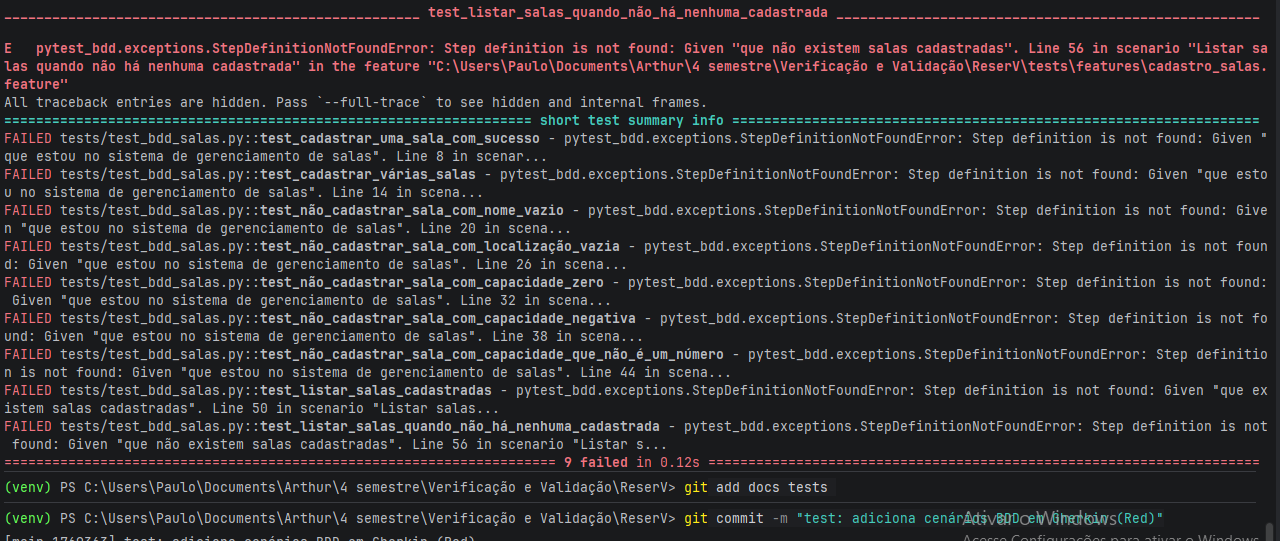 ____________________________________________________ test_listar_salas_quando_não_há_nenhuma_cadastrada _____________________________________________________
E   pytest_bdd.exceptions.StepDefinitionNotFoundError: Step definition is not found: Given "que não existem salas cadastradas". Line 56 in scenario "Listar sa
las quando não há nenhuma cadastrada" in the feature "C:\Users\Paulo\Documents\Arthur\4 semestre\Verificação e Validação\ReserV\tests\features\cadastro_salas.
feature"
All traceback entries are hidden. Pass `--full-trace` to see hidden and internal frames.
================================================================== short test summary info ==================================================================
FAILED tests/test_bdd_salas.py::test_cadastrar_uma_sala_com_sucesso - pytest_bdd.exceptions.StepDefinitionNotFoundError: Step definition is not found: Given "
que estou no sistema de gerenciamento de salas". Line 8 in scenar...
FAILED tests/test_bdd_salas.py::test_cadastrar_várias_salas - pytest_bdd.exceptions.StepDefinitionNotFoundError: Step definition is not found: Given "que esto
u no sistema de gerenciamento de salas". Line 14 in scena...
FAILED tests/test_bdd_salas.py::test_não_cadastrar_sala_com_nome_vazio - pytest_bdd.exceptions.StepDefinitionNotFoundError: Step definition is not found: Give
n "que estou no sistema de gerenciamento de salas". Line 20 in scena...
FAILED tests/test_bdd_salas.py::test_não_cadastrar_sala_com_localização_vazia - pytest_bdd.exceptions.StepDefinitionNotFoundError: Step definition is not foun
d: Given "que estou no sistema de gerenciamento de salas". Line 26 in scena...
FAILED tests/test_bdd_salas.py::test_não_cadastrar_sala_com_capacidade_zero - pytest_bdd.exceptions.StepDefinitionNotFoundError: Step definition is not found:
 Given "que estou no sistema de gerenciamento de salas". Line 32 in scena...
FAILED tests/test_bdd_salas.py::test_não_cadastrar_sala_com_capacidade_negativa - pytest_bdd.exceptions.StepDefinitionNotFoundError: Step definition is not fo
und: Given "que estou no sistema de gerenciamento de salas". Line 38 in scena...
FAILED tests/test_bdd_salas.py::test_não_cadastrar_sala_com_capacidade_que_não_é_um_número - pytest_bdd.exceptions.StepDefinitionNotFoundError: Step definitio
n is not found: Given "que estou no sistema de gerenciamento de salas". Line 44 in scena...
FAILED tests/test_bdd_salas.py::test_listar_salas_cadastradas - pytest_bdd.exceptions.StepDefinitionNotFoundError: Step definition is not found: Given "que ex
istem salas cadastradas". Line 50 in scenario "Listar salas...
FAILED tests/test_bdd_salas.py::test_listar_salas_quando_não_há_nenhuma_cadastrada - pytest_bdd.exceptions.StepDefinitionNotFoundError: Step definition is not
 found: Given "que não existem salas cadastradas". Line 56 in scenario "Listar s...
===================================================================== 9 failed in 0.12s =====================================================================
(venv) PS C:\Users\Paulo\Documents\Arthur\4 semestre\Verificação e Validação\ReserV> git add docs tests
(venv) PS C:\Users\Paulo\Documents\Arthur\4 semestre\Verificação e Validação\ReserV> git commit -m "test: adiciona cenários BDD em Gherkin (Red)"
Ativar o Windows
[main 1760363] test: adiciona cenários BDD em Gherkin (Red)
Acesse Configurações para ativar o Windows